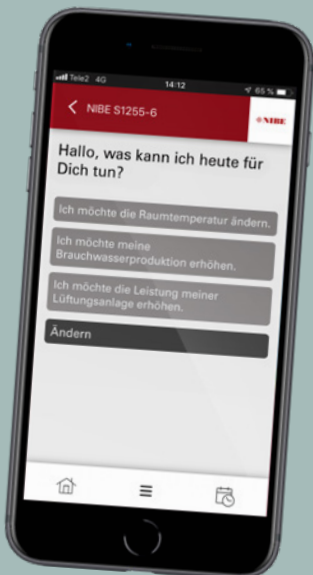 Tele2 4G 14:12 65 %
NIBE S1255-6
NIBE
Hallo, was kann ich heute für
Dich tun?
Ich möchte die Raumtemperatur ändern.
Ich möchte meine
Brauchwasserproduktion erhöhen.
Ich möchte die Leistung meiner
Lüftungsanlage erhöhen.
Ändern